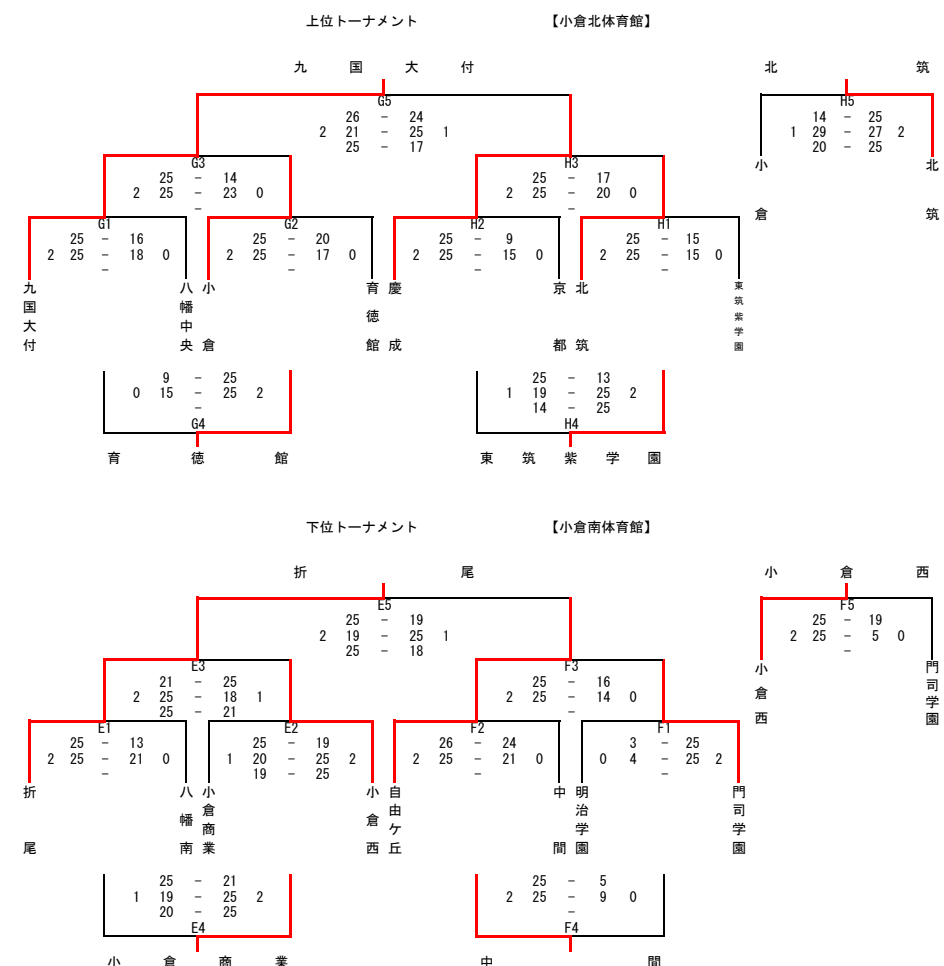 上位トーナメント 【小倉北体育館】
九国大付 北筑
G5 H5
26 － 24 14 － 25
2 21 － 25 1 1 29 － 27 2
25 － 17 20 － 25
G3 H3 小倉 北筑
25 － 14 25 － 17
2 25 － 23 0 2 25 － 20 0
－ －
G1 G2 H2 H1
25 － 16 25 － 20 25 － 9 25 － 15
2 25 － 18 0 2 25 － 17 0 2 25 － 15 0 2 25 － 15 0
－ － － －
九国大付 八幡中央 小倉 育徳館 慶成 京都 北筑 東筑紫学園
9 － 25 25 － 13
0 15 － 25 2 1 19 － 25 2
－ 14 － 25
G4 H4
育徳館 東筑紫学園
下位トーナメント 【小倉南体育館】
折尾 小倉西
E5 F5
25 － 19 25 － 19
2 19 － 25 1 2 25 － 5 0
25 － 18 －
E3 F3 小倉西 門司学園
21 － 25 25 － 16
2 25 － 18 1 2 25 － 14 0
25 － 21 －
E1 E2 F2 F1
25 － 13 25 － 19 26 － 24 3 － 25
2 25 － 21 0 1 20 － 25 2 2 25 － 21 0 0 4 － 25 2
－ 19 － 25 － －
折尾 八幡南 小倉商業 小倉西 自由ケ丘 中間 明治学園 門司学園
25 － 21 25 － 5
1 19 － 25 2 2 25 － 9 0
20 － 25 －
E4 F4
小倉商業 中間